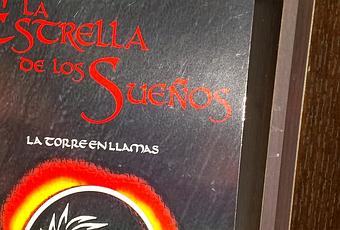 LA
ESTRELLA
DE LOS
SUEÑOS
LA TORRE EN LLAMAS